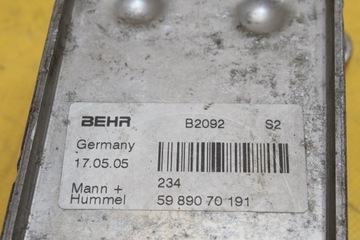 BEHR B2092 S2
Germany
17.05.05
Mann + 234
Hummel 59 890 70 191